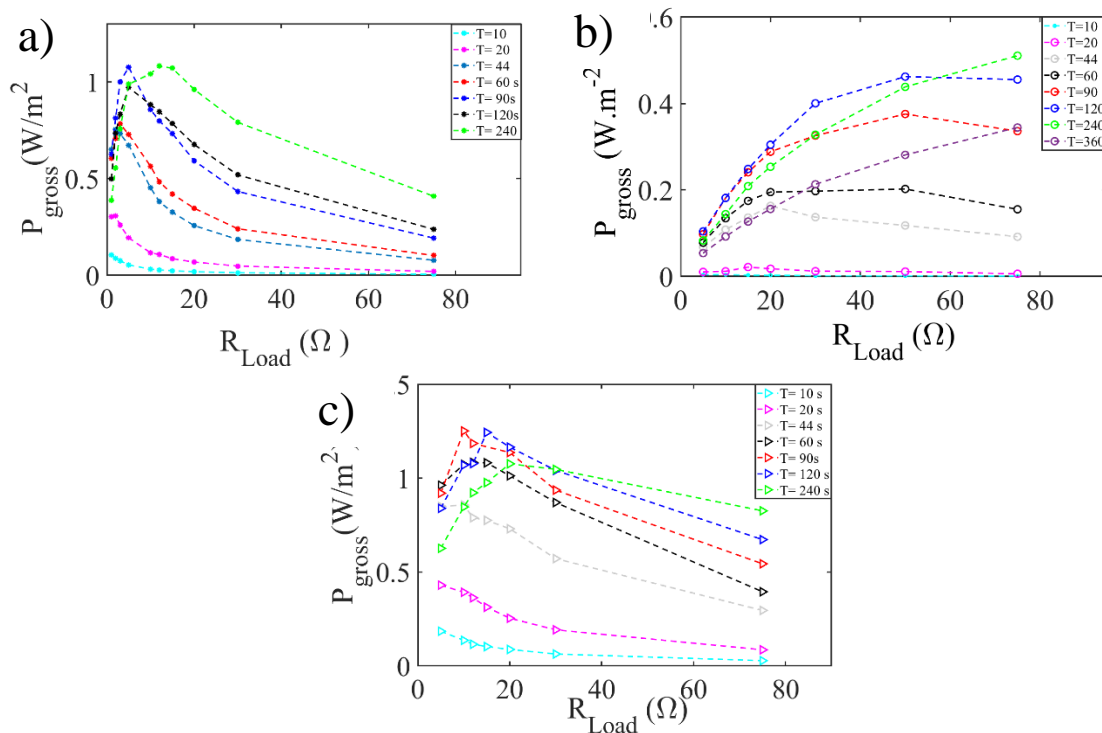 a)
P_gross (W/m²)
1
0.5
0
0
20
40
60
80
R_Load (Ω )
T=10
T= 20
T= 44
T= 60 s
T= 90s
T=120s
T= 240
b)
P_gross (W.m⁻²)
.6
0.4
0.2
0
0
20
40
60
80
R_Load (Ω)
T=10
T=20
T=44
T=60
T=90
T=120
T=240
T=360
c)
P_gross (W/m²)
.5
1
0.5
0
0
20
40
60
80
R_Load (Ω)
T= 10 s
T= 20 s
T= 44 s
T= 60 s
T= 90s
T= 120 s
T= 240 s